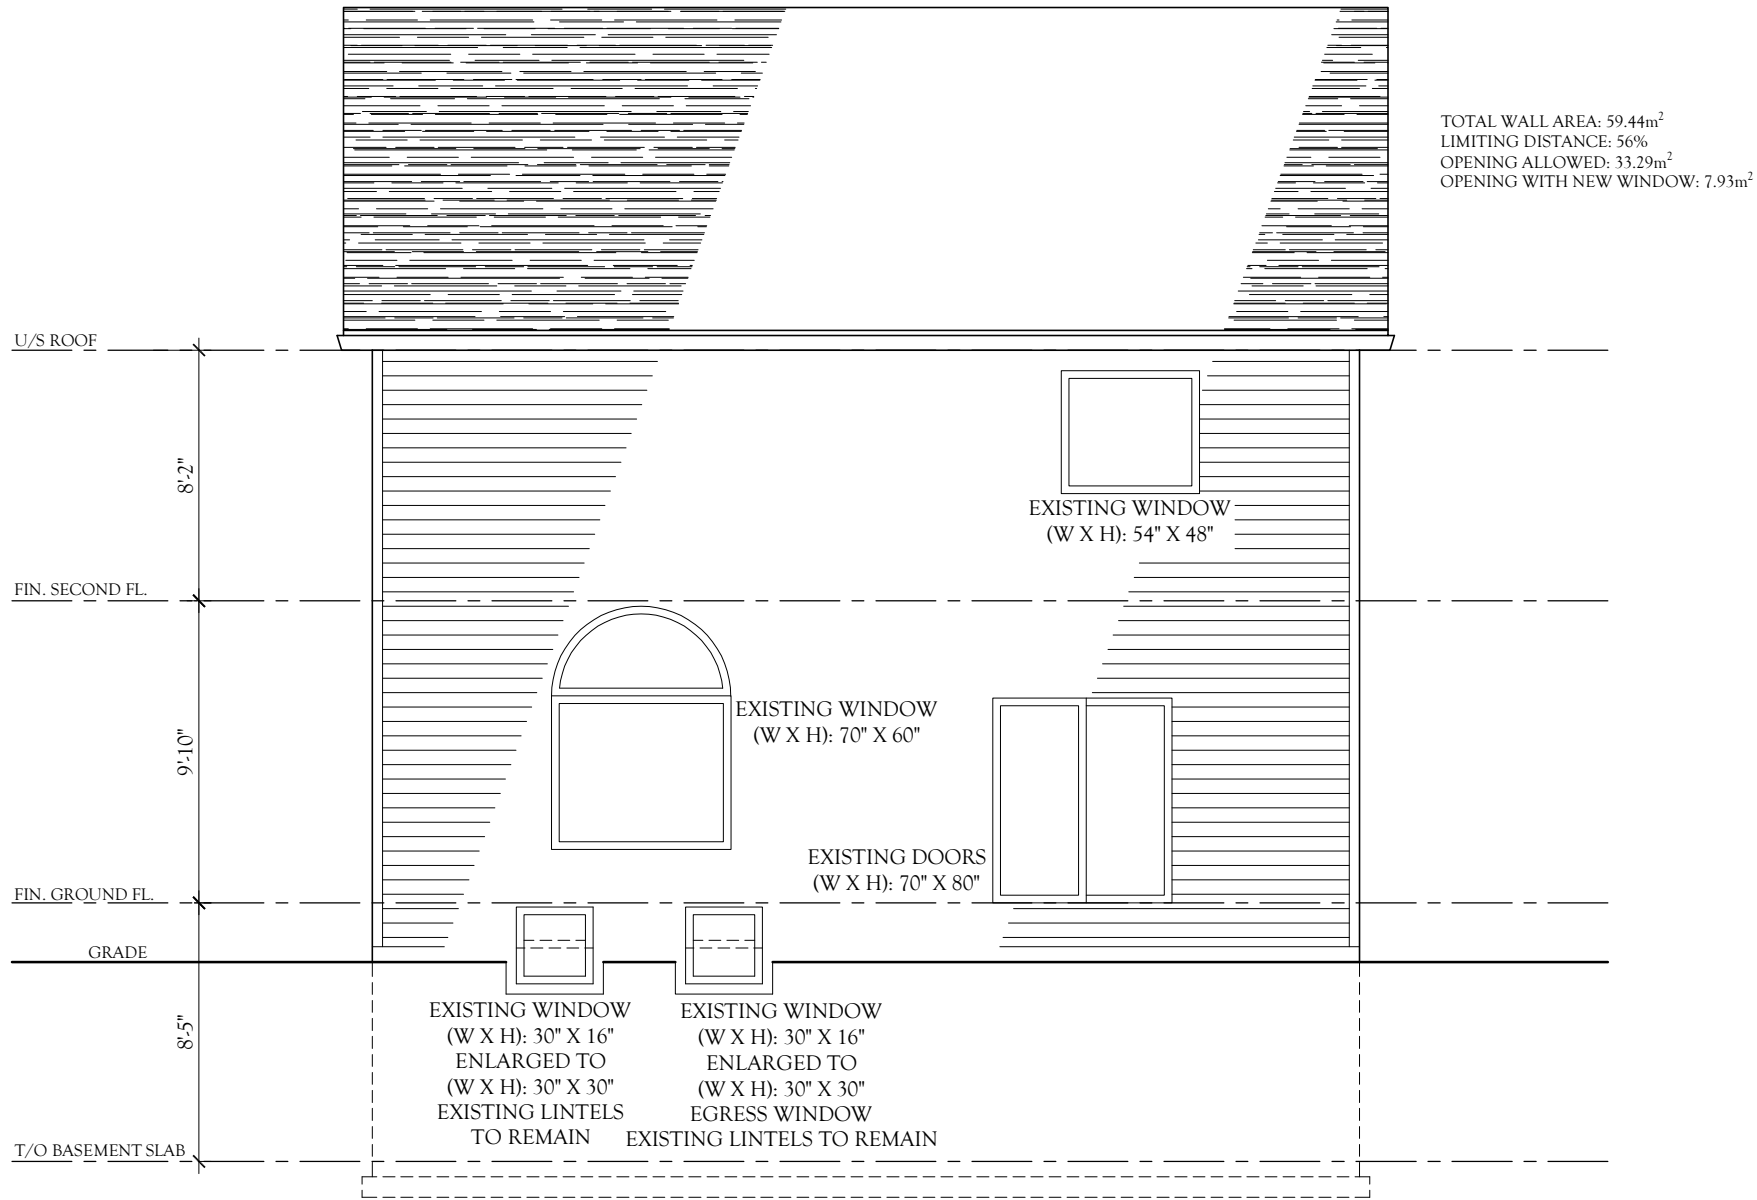 TOTAL WALL AREA: 59.44m²
LIMITING DISTANCE: 56%
OPENING ALLOWED: 33.29m²
OPENING WITH NEW WINDOW: 7.93m²
U/S ROOF
8'-2"
EXISTING WINDOW
(W X H): 54" X 48"
FIN. SECOND FL.
9'-10"
EXISTING WINDOW
(W X H): 70" X 60"
EXISTING DOORS
(W X H): 70" X 80"
FIN. GROUND FL.
GRADE
8'-5"
EXISTING WINDOW
(W X H): 30" X 16"
ENLARGED TO
(W X H): 30" X 30"
EXISTING LINTELS
TO REMAIN
EXISTING WINDOW
(W X H): 30" X 16"
ENLARGED TO
(W X H): 30" X 30"
EGRESS WINDOW
EXISTING LINTELS TO REMAIN
T/O BASEMENT SLAB